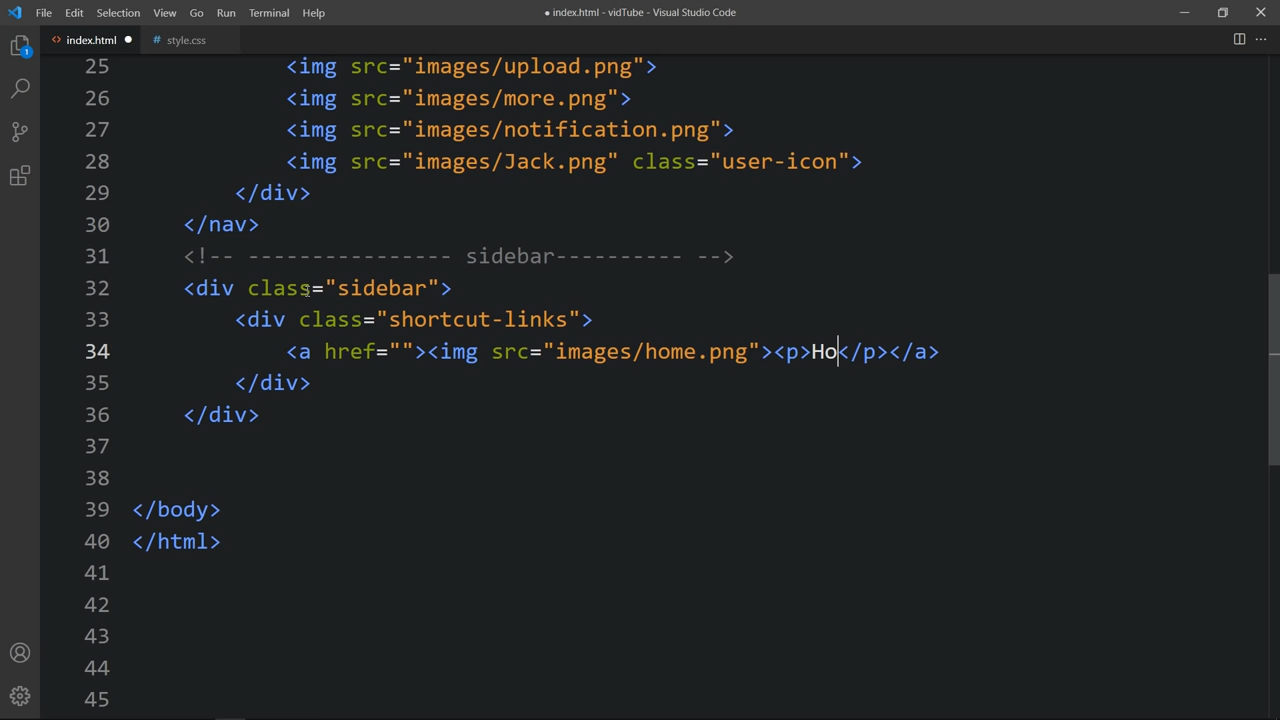 File Edit Selection View Go Run Terminal Help ● index.html - vidTube - Visual Studio Code
<> index.html ● # style.css
1
25 <img src="images/upload.png">
26 <img src="images/more.png">
27 <img src="images/notification.png">
28 <img src="images/Jack.png" class="user-icon">
29 </div>
30 </nav>
31 <!-- ---------------- sidebar---------- -->
32 <div class="sidebar">
33 <div class="shortcut-links">
34 <a href=""><img src="images/home.png"><p>Ho</p></a>
35 </div>
36 </div>
37
38
39 </body>
40 </html>
41
42
43
44
45